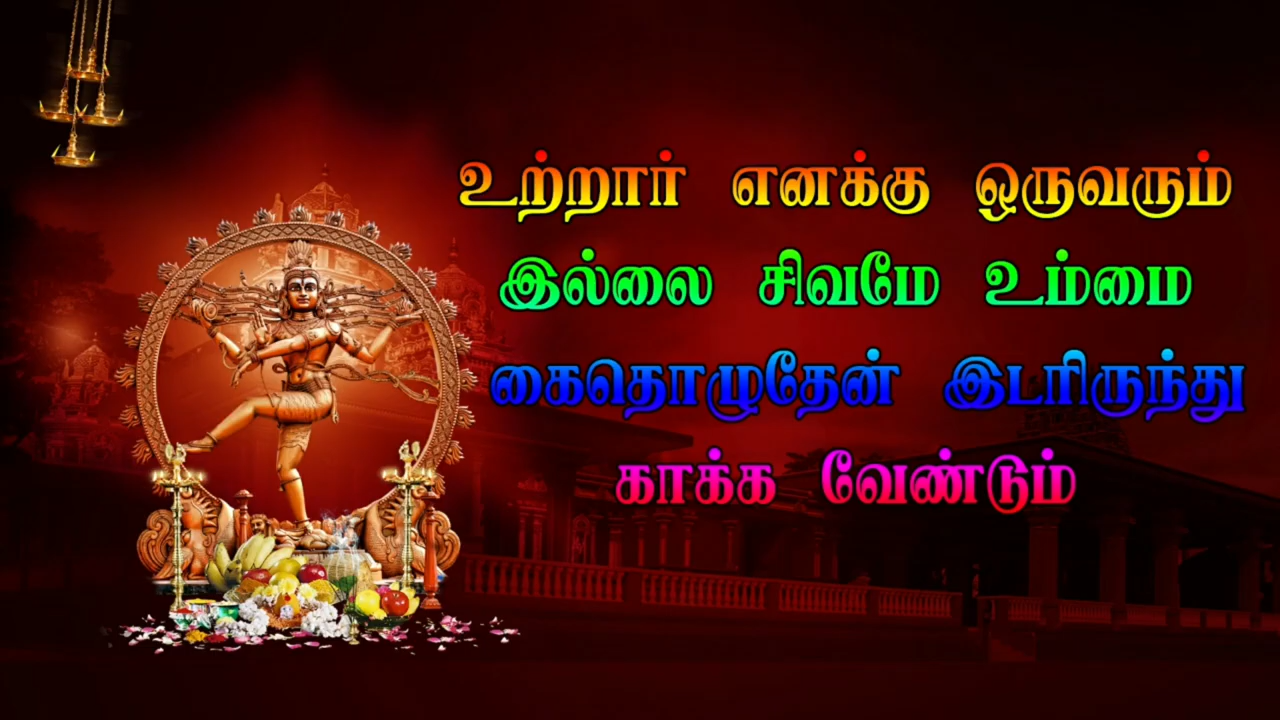 உற்றார் எனக்கு ஒருவரும்
இல்லை சிவமே உம்மை
கைதொழுதேன் இடரிருந்து
காக்க வேண்டும்